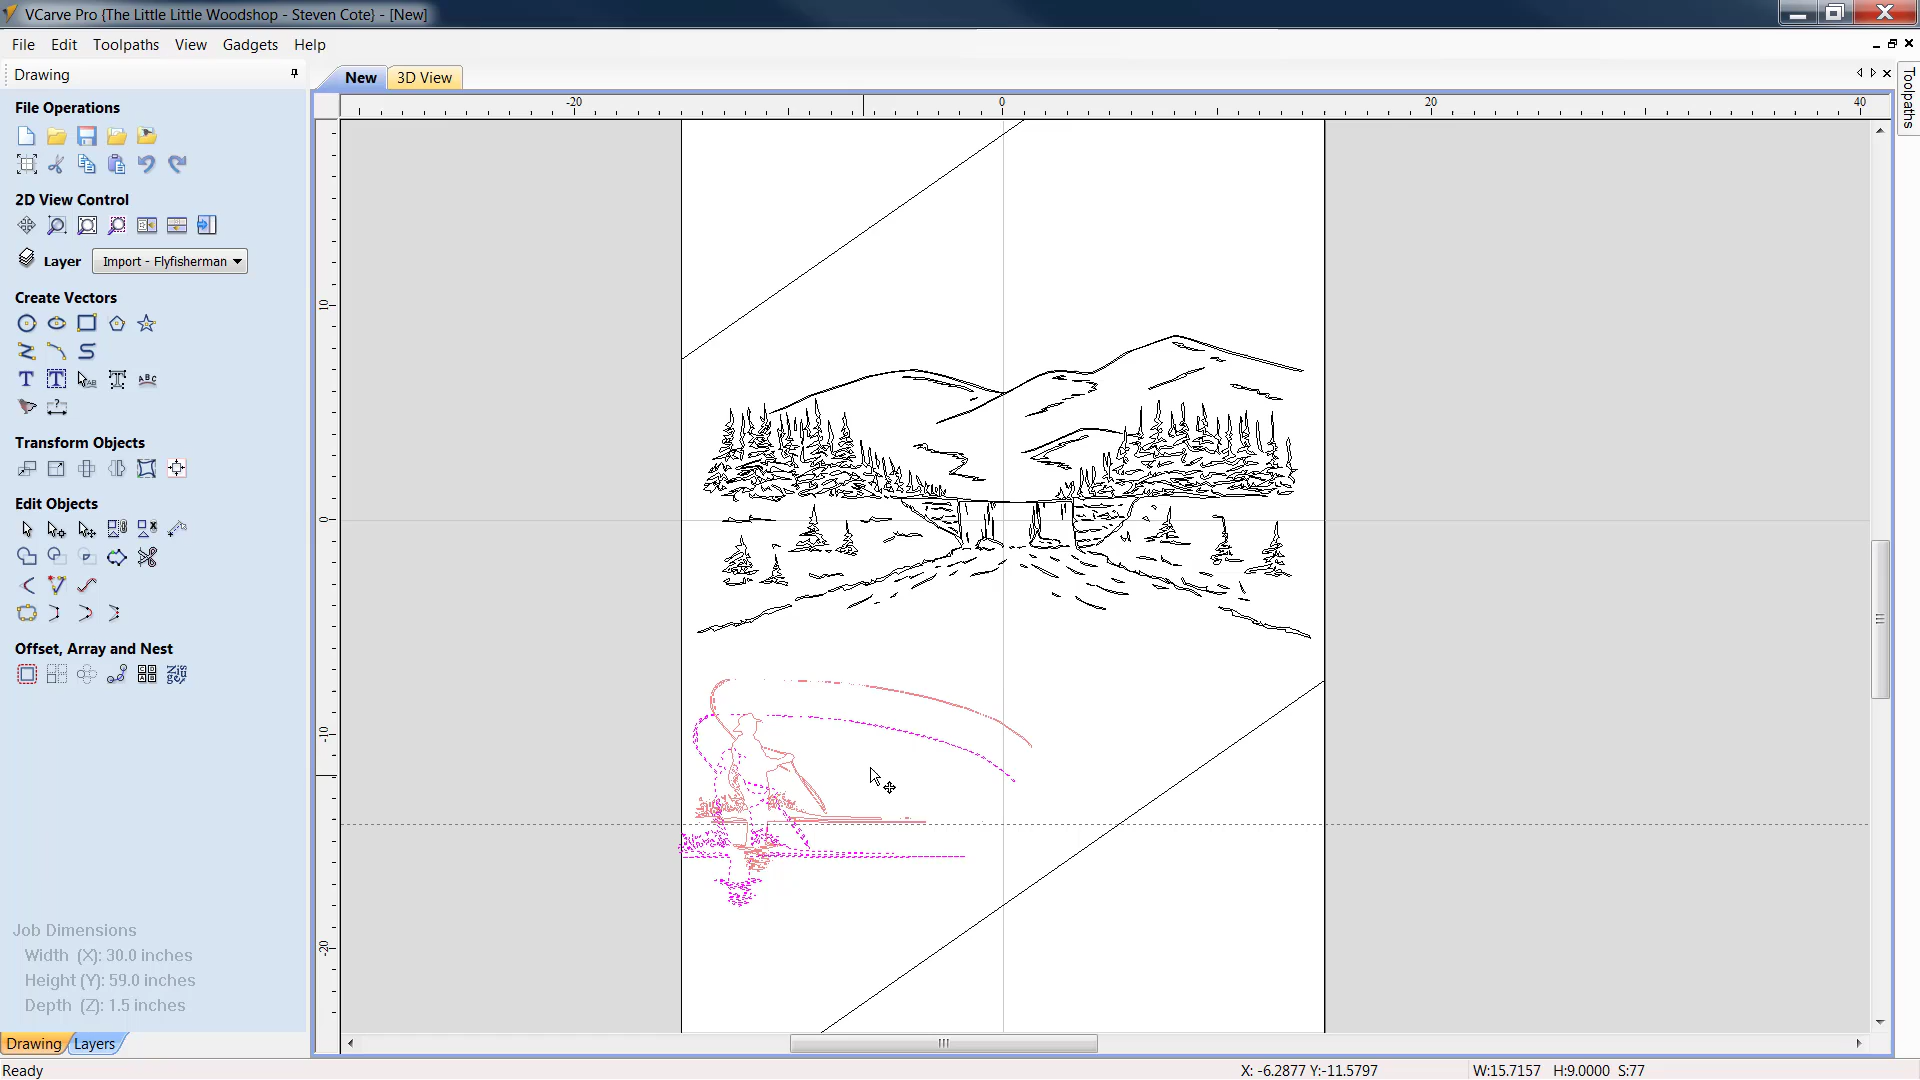 VCarve Pro {The Little Little Woodshop - Steven Cote} - [New]
File Edit Toolpaths View Gadgets Help
Drawing
New 3D View
Toolpaths
File Operations
-20 0 20 40
2D View Control
Layer Import - Flyfisherman
Create Vectors
10
Transform Objects
Edit Objects
0
Offset, Array and Nest
-10
-20
Job Dimensions
Width (X): 30.0 inches
Height (Y): 59.0 inches
Depth (Z): 1.5 inches
Drawing Layers
Ready X: -6.2877 Y:-11.5797 W:15.7157 H:9.0000 S:77